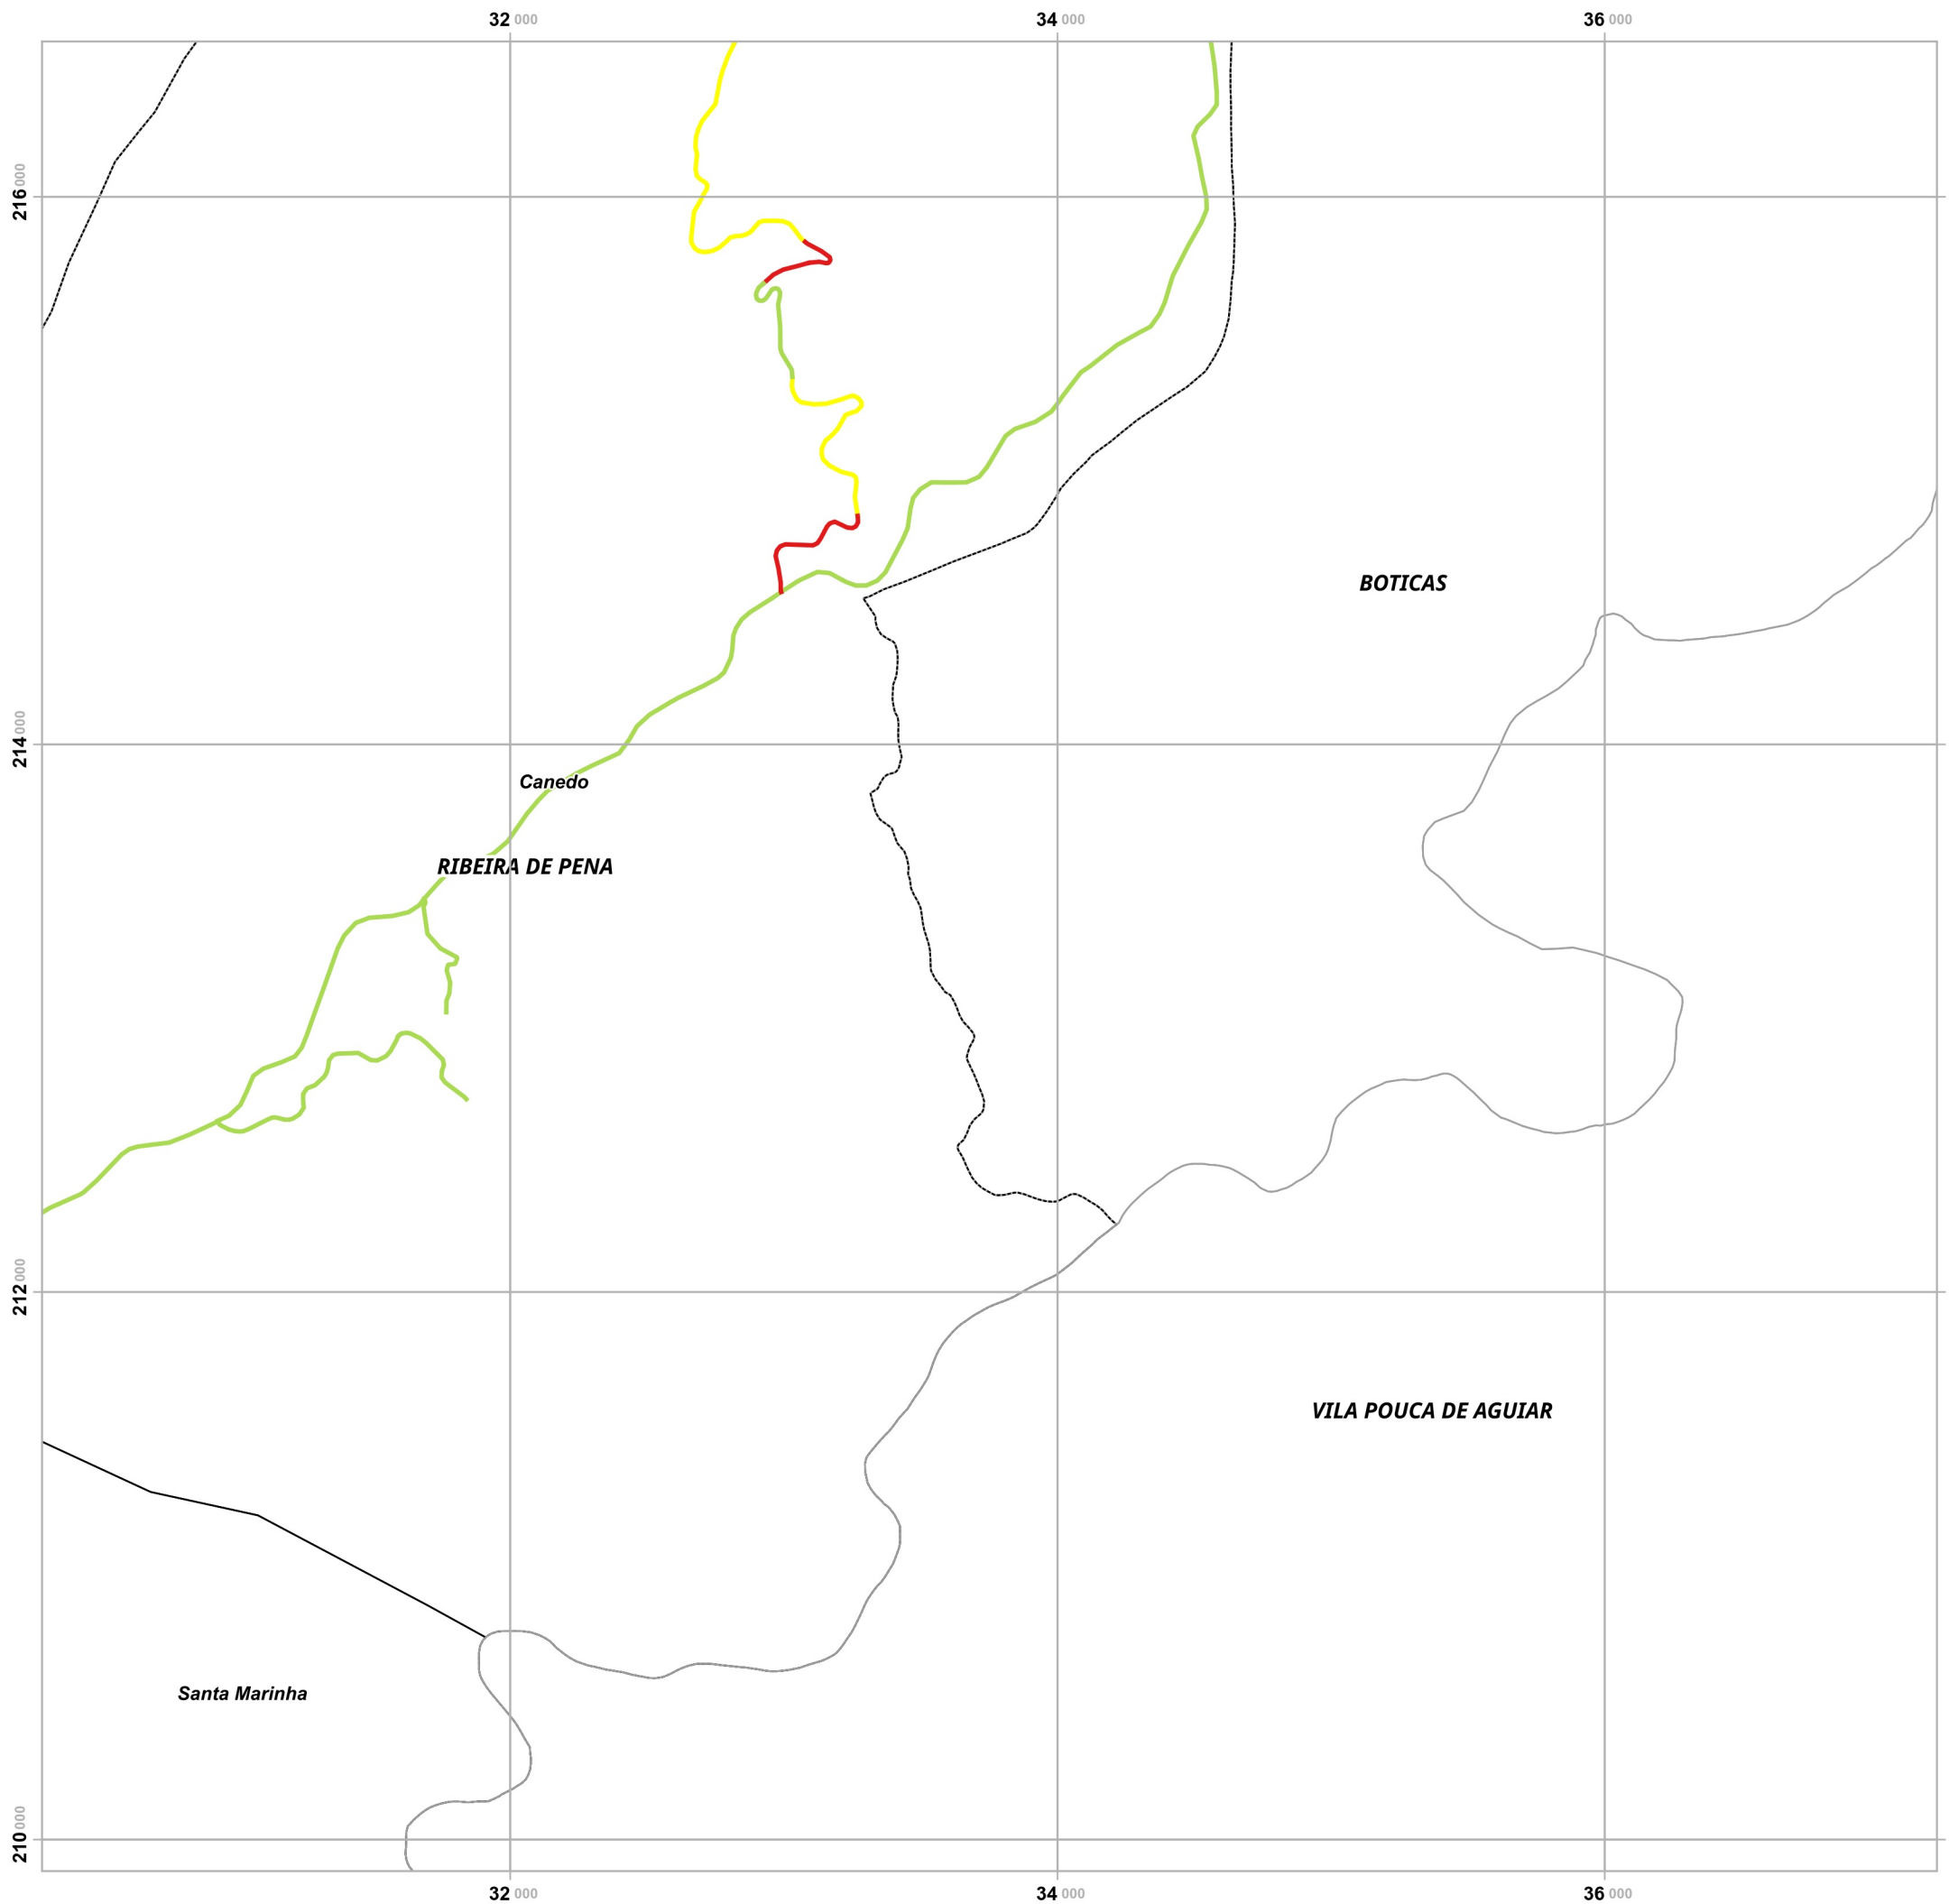 32 000
34 000
36 000
216 000
BOTICAS
214 000
Canedo
RIBEIRA DE PENA
212 000
VILA POUCA DE AGUIAR
Santa Marinha
210 000
32 000
34 000
36 000